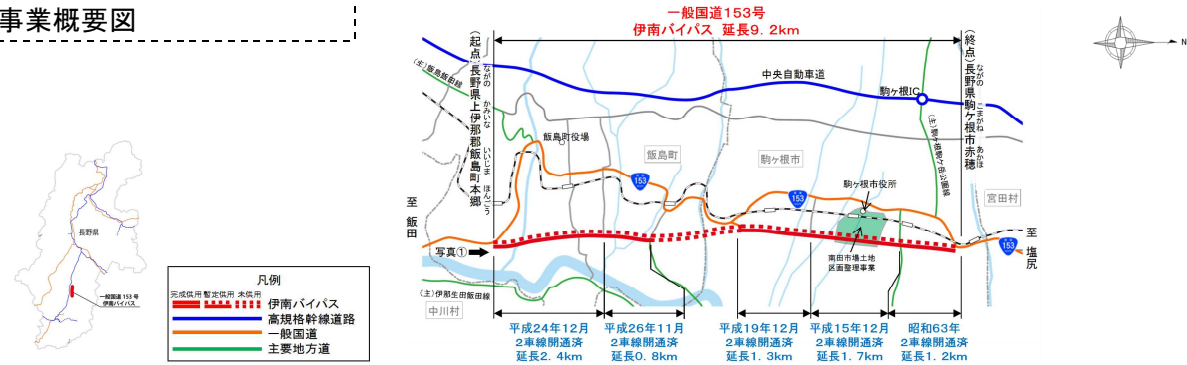 事業概要図
一般国道153号
伊南バイパス 延長9.2km
N
(起点)長野県上伊那郡飯島町本郷
ながの かみいな いいじま ほんごう
(終点)長野県駒ヶ根市赤穂
ながの こまがね あかほ
(主)飯島飯田線
中央自動車道
駒ヶ根IC
(主)駒ヶ根駒ケ岳公園線
飯島町役場
飯島町
駒ヶ根市
駒ヶ根市役所
宮田村
153
153
153
至 飯田
至 塩尻
写真①
南田市場土地
区画整理事業
(主)伊那生田飯田線
中川村
平成24年12月
2車線開通済
延長2.4km
平成26年11月
2車線開通済
延長0.8km
平成19年12月
2車線開通済
延長1.3km
平成15年12月
2車線開通済
延長1.7km
昭和63年
2車線開通済
延長1.2km
長野県
一般国道153号
伊南バイパス
凡例
完成供用 暫定供用 未供用
伊南バイパス
高規格幹線道路
一般国道
主要地方道